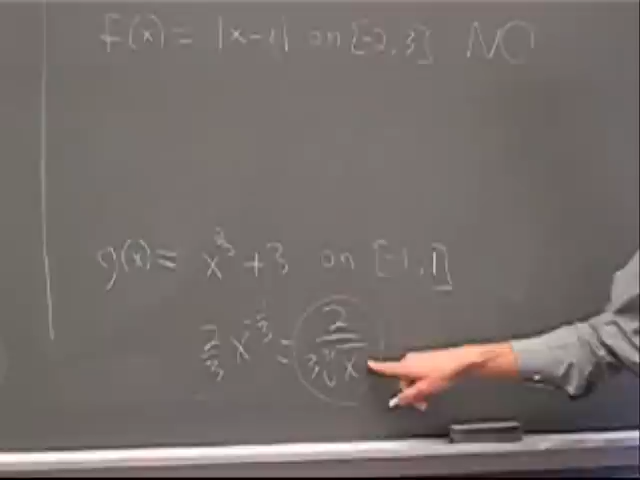 f(x) = |x-1| on [-2, 3] NO
g(x) = x^{2/3} + 3 on [-1, 1]
2/3 x^{-1/3} = 2/(3∛x)